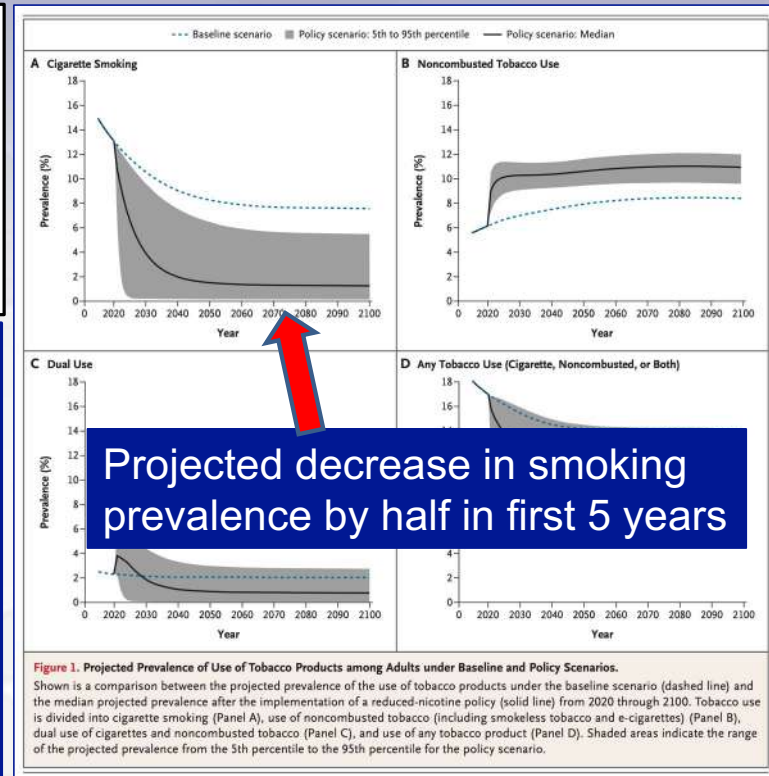 Baseline scenario Policy scenario: 5th to 95th percentile Policy scenario: Median
A Cigarette Smoking
18
16
14
12
10
8
6
4
2
0
Prevalence (%)
0 2020 2030 2040 2050 2060 2070 2080 2090 2100
Year
B Noncombusted Tobacco Use
18
16
14
12
10
8
6
4
2
0
Prevalence (%)
0 2020 2030 2040 2050 2060 2070 2080 2090 2100
Year
C Dual Use
18
16
14
12
10
8
6
4
2
0
Prevalence (%)
0 2020 2030 2040 2050 2060 2070 2080 2090 2100
Year
D Any Tobacco Use (Cigarette, Noncombusted, or Both)
18
16
14
4
2
0
0 2020 2030 2040 2050 2060 2070 2080 2090 2100
Year
Projected decrease in smoking
prevalence by half in first 5 years
Figure 1. Projected Prevalence of Use of Tobacco Products among Adults under Baseline and Policy Scenarios.
Shown is a comparison between the projected prevalence of the use of tobacco products under the baseline scenario (dashed line) and
the median projected prevalence after the implementation of a reduced-nicotine policy (solid line) from 2020 through 2100. Tobacco use
is divided into cigarette smoking (Panel A), use of noncombusted tobacco (including smokeless tobacco and e-cigarettes) (Panel B),
dual use of cigarettes and noncombusted tobacco (Panel C), and use of any tobacco product (Panel D). Shaded areas indicate the range
of the projected prevalence from the 5th percentile to the 95th percentile for the policy scenario.